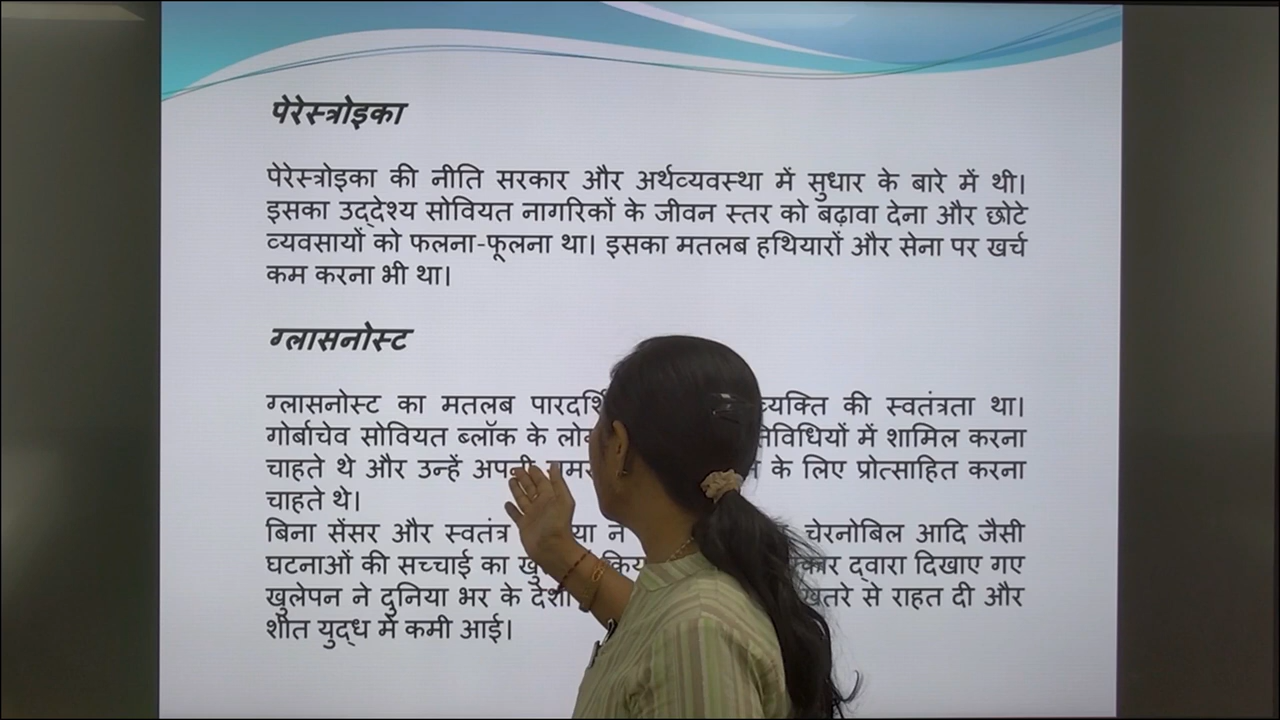 पेरेस्त्रोइका
पेरेस्त्रोइका की नीति सरकार और अर्थव्यवस्था में सुधार के बारे में थी।
इसका उद्देश्य सोवियत नागरिकों के जीवन स्तर को बढ़ावा देना और छोटे
व्यवसायों को फलना-फूलना था। इसका मतलब हथियारों और सेना पर खर्च
कम करना भी था।
ग्लासनोस्ट
ग्लासनोस्ट का मतलब की स्वतंत्रता था।
गोर्बाचेव सोवियत ब्लॉक के में शामिल करना
चाहते थे और उन्हें के लिए प्रोत्साहित करना
चाहते थे।
बिना सेंसर और स्वतंत्र चेरनोबिल आदि जैसी
घटनाओं की सच्चाई का द्वारा दिखाए गए
खुलेपन ने दुनिया भर के से राहत दी और
शीत युद्ध में कमी आई।